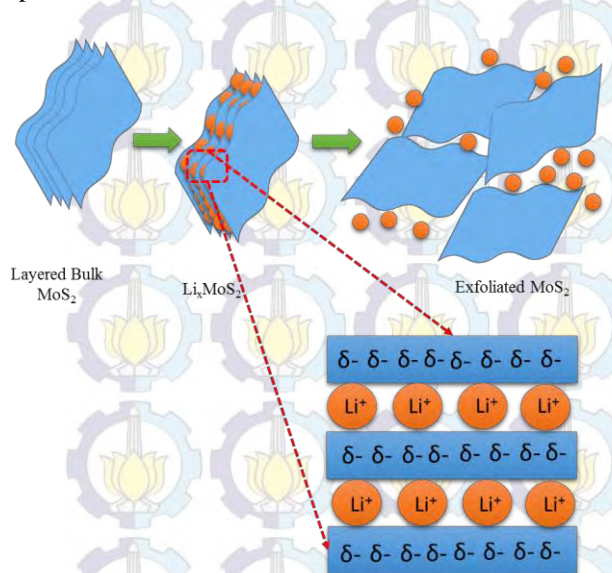 Layered Bulk
MoS₂
LiₓMoS₂
Exfoliated MoS₂
δ- δ- δ- δ- δ- δ- δ- δ-
Li⁺ Li⁺ Li⁺ Li⁺
δ- δ- δ- δ- δ- δ- δ- δ-
Li⁺ Li⁺ Li⁺ Li⁺
δ- δ- δ- δ- δ- δ- δ- δ-